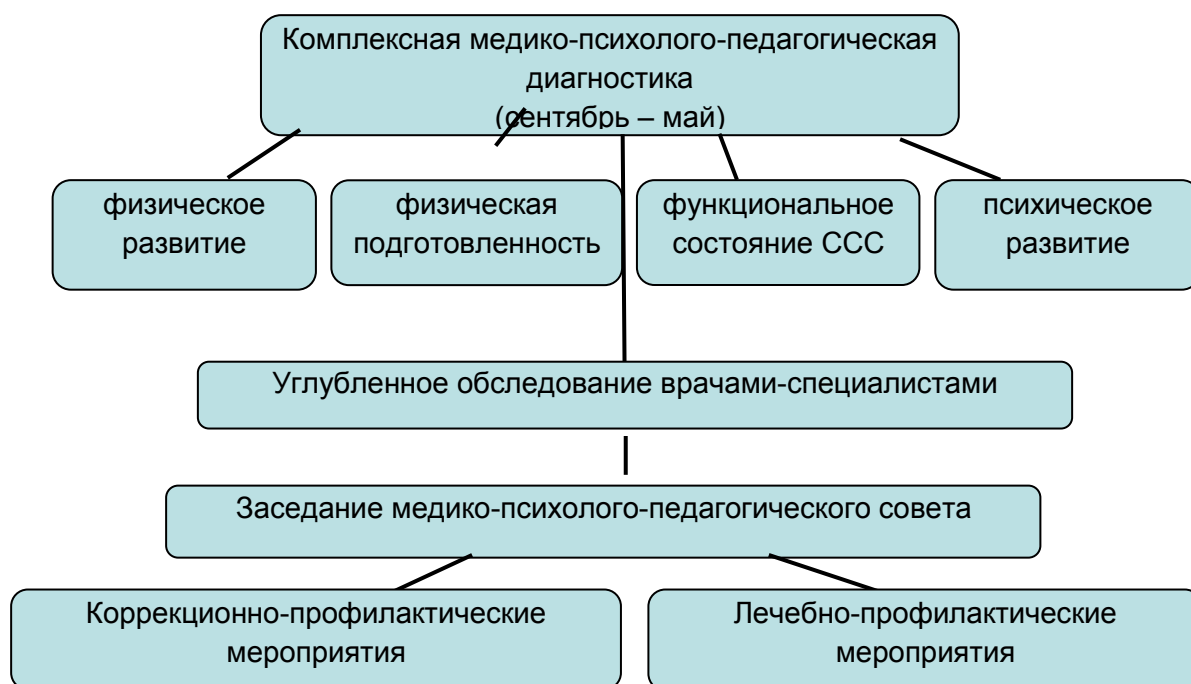 Комплексная медико-психолого-педагогическая
диагностика
(сентябрь – май)
физическое
развитие
физическая
подготовленность
функциональное
состояние ССС
психическое
развитие
Углубленное обследование врачами-специалистами
Заседание медико-психолого-педагогического совета
Коррекционно-профилактические
мероприятия
Лечебно-профилактические
мероприятия